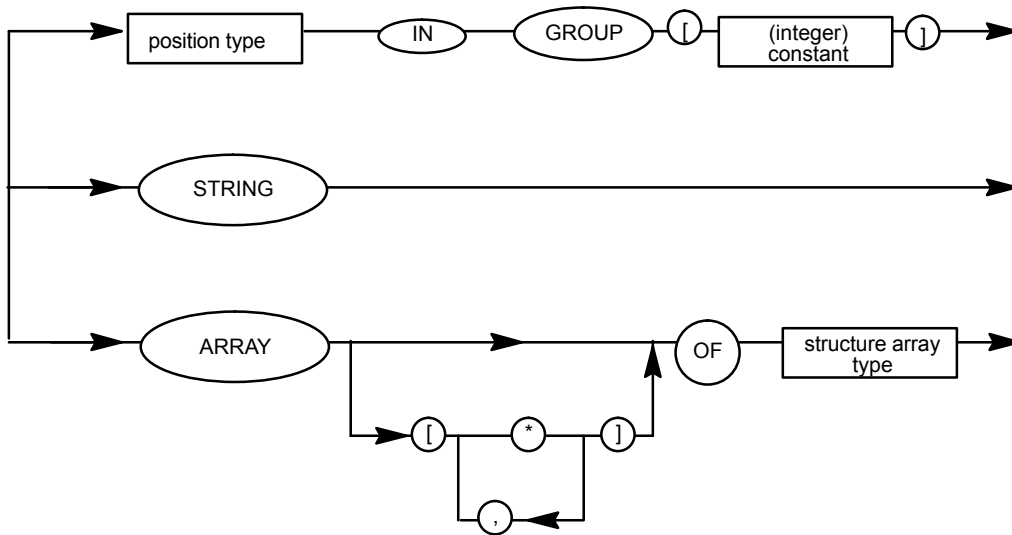 position type IN GROUP [ (integer) constant ]
STRING
ARRAY OF structure array type
[ * ]
,